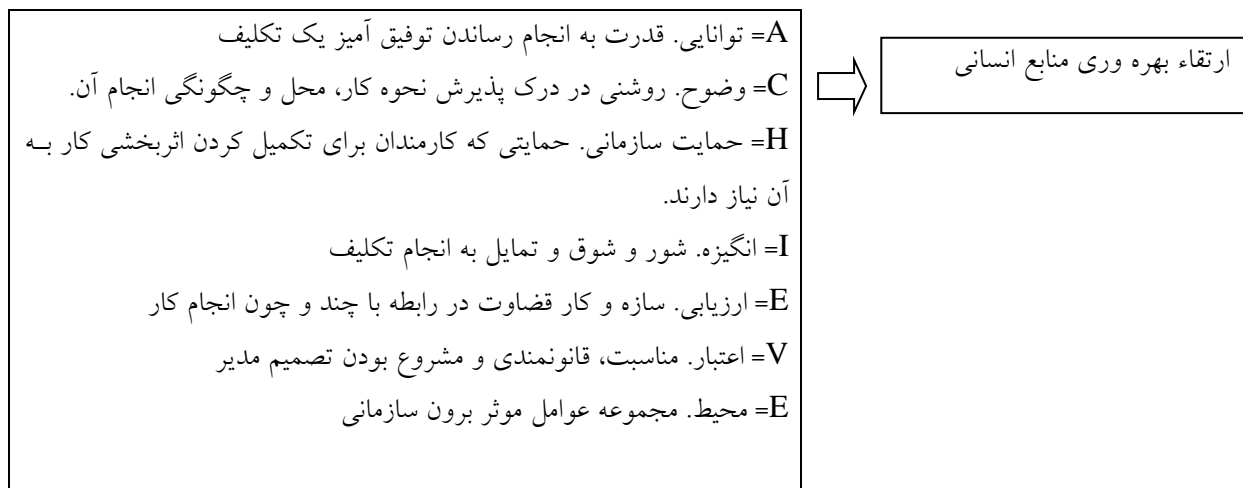 A= توانایی. قدرت به انجام رساندن توفیق آمیز یک تکلیف
C= وضوح. روشنی در درک پذیرش نحوه کار، محل و چگونگی انجام آن.
H= حمایت سازمانی. حمایتی که کارمندان برای تکمیل کردن اثربخشی کار بـه
آن نیاز دارند.
I= انگیزه. شور و شوق و تمایل به انجام تکلیف
E= ارزیابی. سازه و کار قضاوت در رابطه با چند و چون انجام کار
V= اعتبار. مناسبت، قانونمندی و مشروع بودن تصمیم مدیر
E= محیط. مجموعه عوامل موثر برون سازمانی
ارتقاء بهره وری منابع انسانی